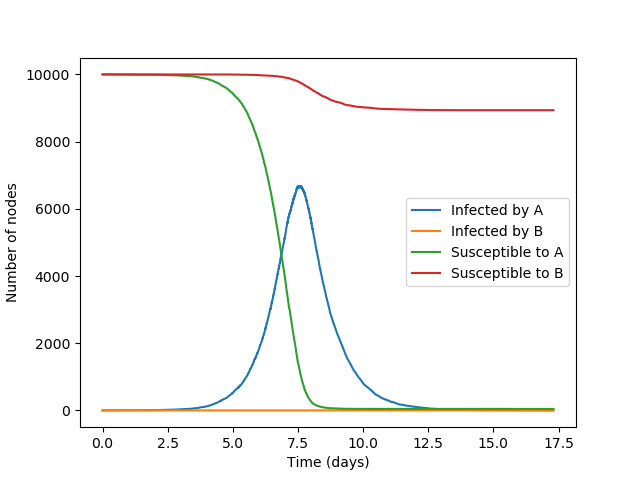 10000
8000
6000
4000
2000
0
Number of nodes
Infected by A
Infected by B
Susceptible to A
Susceptible to B
0.0 2.5 5.0 7.5 10.0 12.5 15.0 17.5
Time (days)